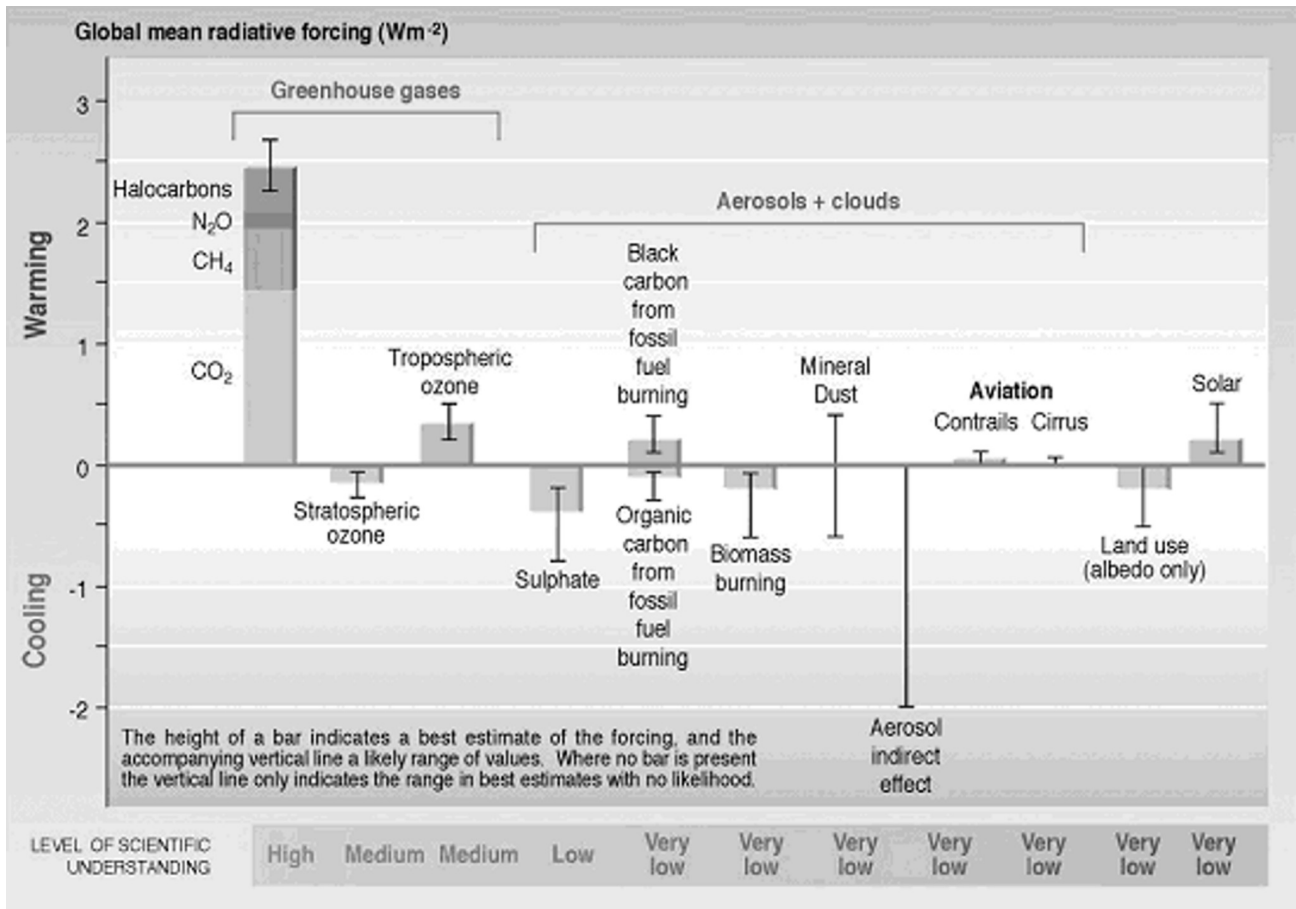 Global mean radiative forcing (Wm-2)
3
2
1
0
-1
-2
Warming
Cooling
Greenhouse gases
Halocarbons
N2O
CH4
CO2
Stratospheric
ozone
Tropospheric
ozone
Aerosols + clouds
Sulphate
Black
carbon
from
fossil
fuel
burning
Organic
carbon
from
fossil
fuel
burning
Biomass
burning
Mineral
Dust
Aerosol
indirect
effect
Aviation
Contrails Cirrus
Land use
(albedo only)
Solar
The height of a bar indicates a best estimate of the forcing, and the
accompanying vertical line a likely range of values. Where no bar is present
the vertical line only indicates the range in best estimates with no likelihood.
LEVEL OF SCIENTIFIC
UNDERSTANDING
High
Medium
Medium
Low
Very
low
Very
low
Very
low
Very
low
Very
low
Very
low
Very
low